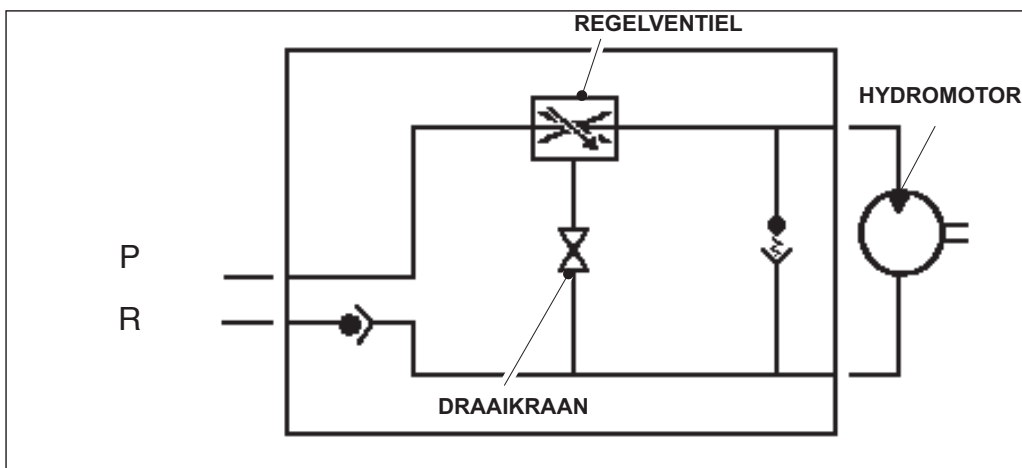 REGELVENTIEL
HYDROMOTOR
P
R
DRAAIKRAAN